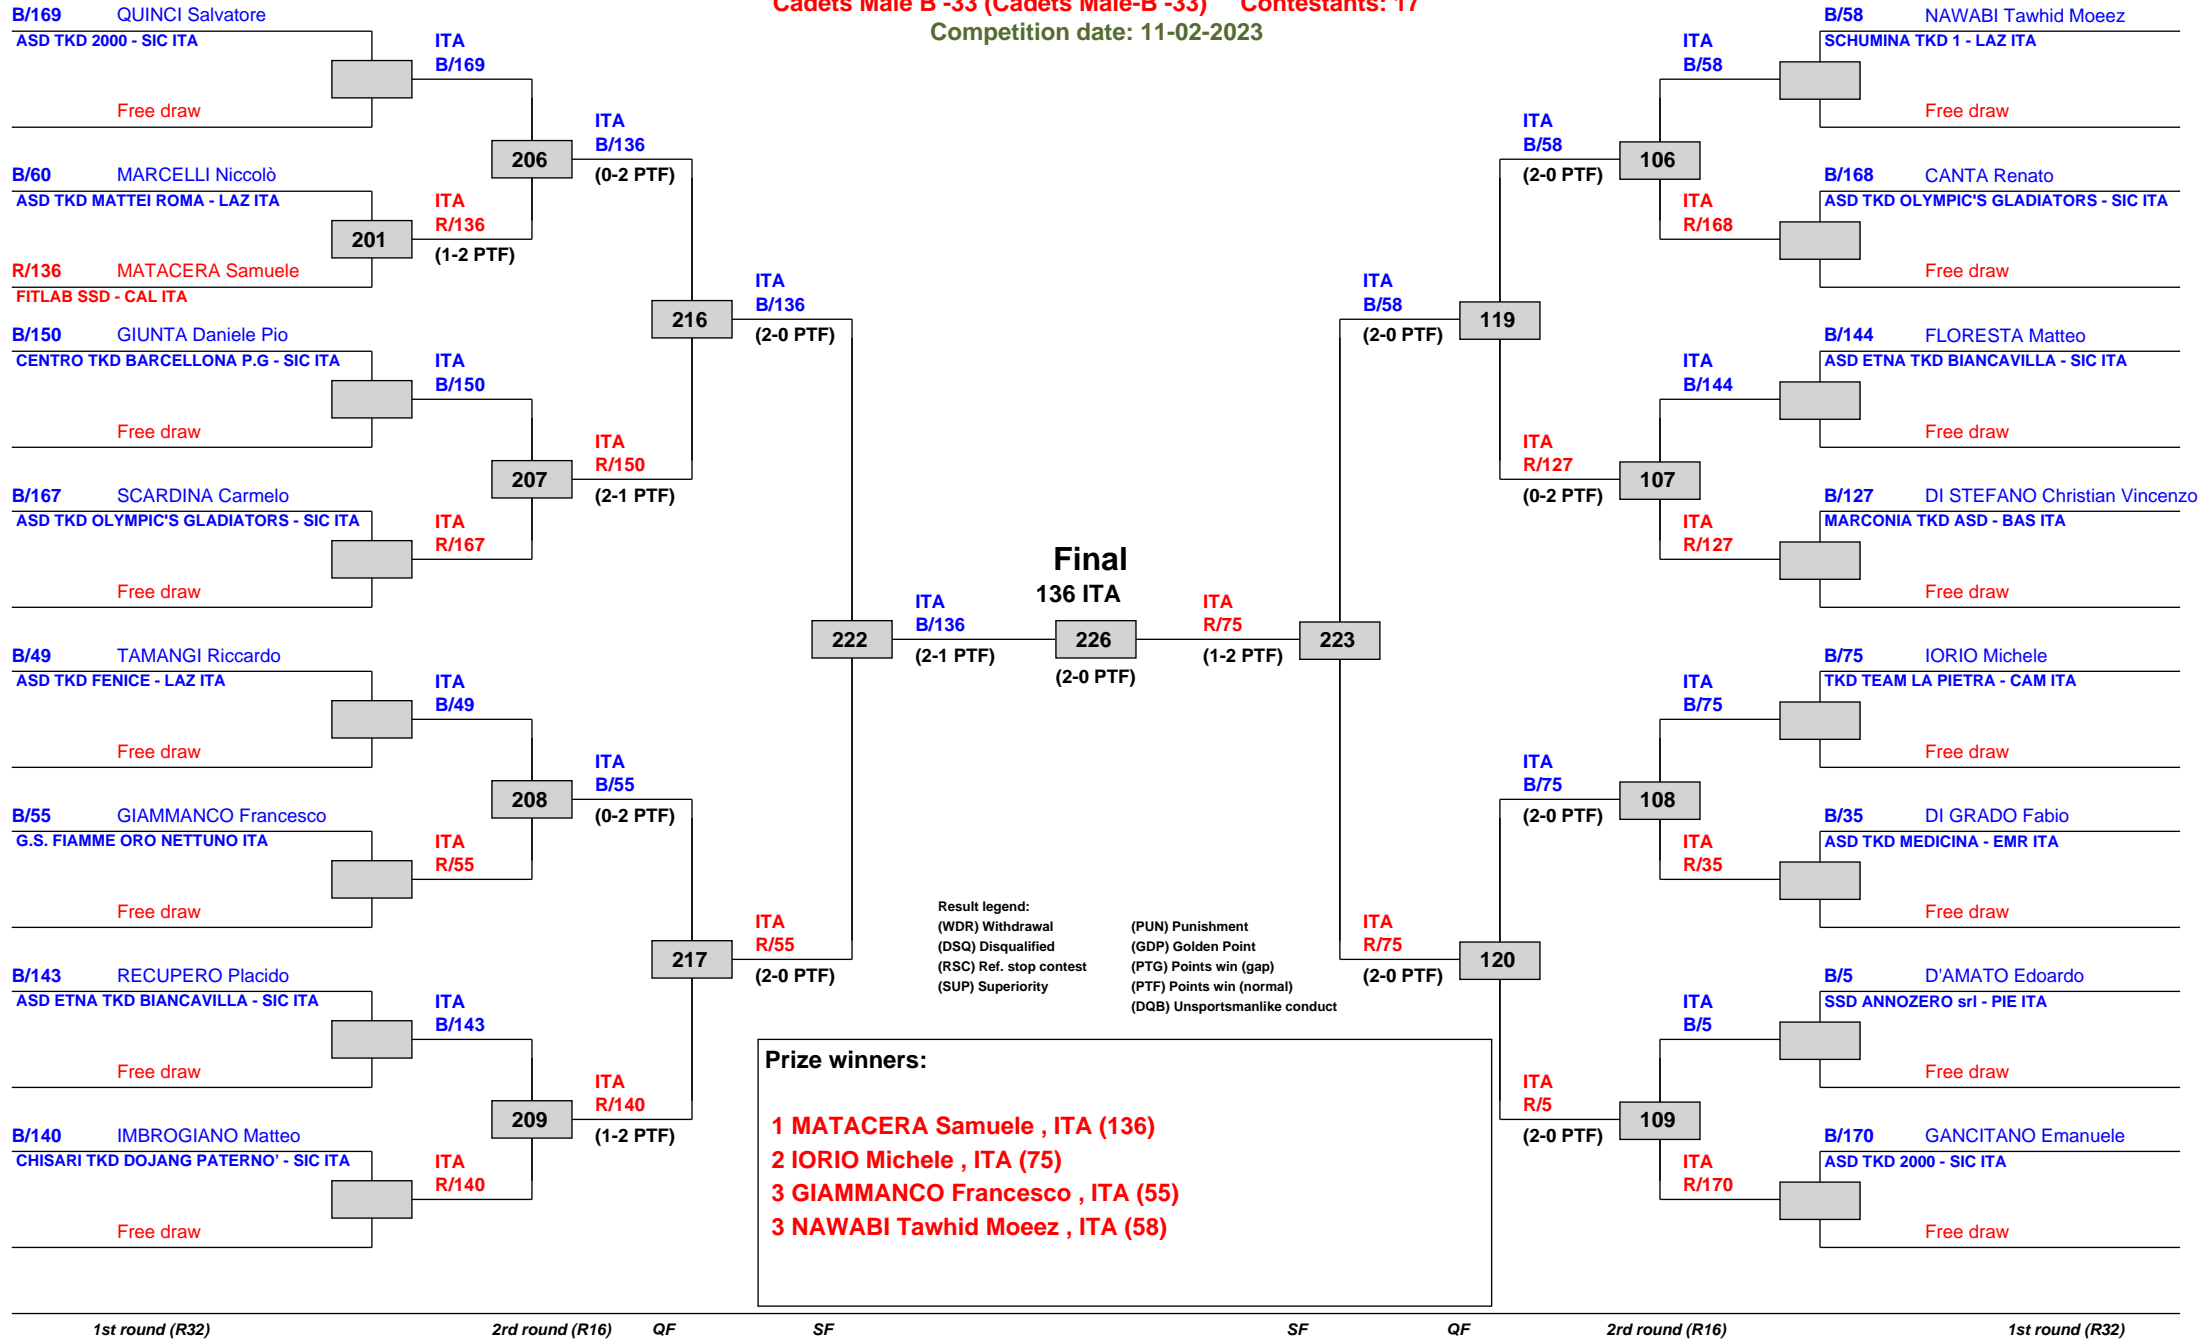 Cadets Male B -33 (Cadets Male-B -33) Contestants: 17
Competition date: 11-02-2023
B/169 QUINCI Salvatore
ASD TKD 2000 - SIC ITA
Free draw
B/60 MARCELLI Niccolò
ASD TKD MATTEI ROMA - LAZ ITA
201
R/136 MATACERA Samuele
FITLAB SSD - CAL ITA
B/150 GIUNTA Daniele Pio
CENTRO TKD BARCELLONA P.G - SIC ITA
Free draw
B/167 SCARDINA Carmelo
ASD TKD OLYMPIC'S GLADIATORS - SIC ITA
Free draw
B/49 TAMANGI Riccardo
ASD TKD FENICE - LAZ ITA
Free draw
B/55 GIAMMANCO Francesco
G.S. FIAMME ORO NETTUNO ITA
Free draw
B/143 RECUPERO Placido
ASD ETNA TKD BIANCAVILLA - SIC ITA
Free draw
B/140 IMBROGIANO Matteo
CHISARI TKD DOJANG PATERNO' - SIC ITA
Free draw
ITA
B/169
206
ITA
R/136
(1-2 PTF)
ITA
B/150
207
ITA
R/167
ITA
B/49
208
ITA
R/55
ITA
B/143
209
ITA
R/140
ITA
B/136
(0-2 PTF)
216
ITA
R/150
(2-1 PTF)
ITA
B/55
(0-2 PTF)
217
ITA
R/140
(1-2 PTF)
ITA
B/136
(2-0 PTF)
222
ITA
R/55
(2-0 PTF)
ITA
B/136
(2-1 PTF)
Final
136 ITA
226
(2-0 PTF)
ITA
R/75
(1-2 PTF)
223
ITA
B/58
(2-0 PTF)
119
ITA
R/75
(2-0 PTF)
120
ITA
B/58
(2-0 PTF)
106
ITA
R/127
(0-2 PTF)
107
ITA
B/75
(2-0 PTF)
108
ITA
R/5
(2-0 PTF)
109
ITA
B/58
ITA
R/168
ITA
B/144
ITA
R/127
ITA
B/75
ITA
R/35
ITA
B/5
ITA
R/170
B/58 NAWABI Tawhid Moeez
SCHUMINA TKD 1 - LAZ ITA
Free draw
B/168 CANTA Renato
ASD TKD OLYMPIC'S GLADIATORS - SIC ITA
Free draw
B/144 FLORESTA Matteo
ASD ETNA TKD BIANCAVILLA - SIC ITA
Free draw
B/127 DI STEFANO Christian Vincenzo
MARCONIA TKD ASD - BAS ITA
Free draw
B/75 IORIO Michele
TKD TEAM LA PIETRA - CAM ITA
Free draw
B/35 DI GRADO Fabio
ASD TKD MEDICINA - EMR ITA
Free draw
B/5 D'AMATO Edoardo
SSD ANNOZERO srl - PIE ITA
Free draw
B/170 GANCITANO Emanuele
ASD TKD 2000 - SIC ITA
Free draw
Result legend:
(WDR) Withdrawal (PUN) Punishment
(DSQ) Disqualified (GDP) Golden Point
(RSC) Ref. stop contest (PTG) Points win (gap)
(SUP) Superiority (PTF) Points win (normal)
(DQB) Unsportsmanlike conduct
Prize winners:
1 MATACERA Samuele , ITA (136)
2 IORIO Michele , ITA (75)
3 GIAMMANCO Francesco , ITA (55)
3 NAWABI Tawhid Moeez , ITA (58)
1st round (R32) 2rd round (R16) QF SF SF QF 2rd round (R16) 1st round (R32)